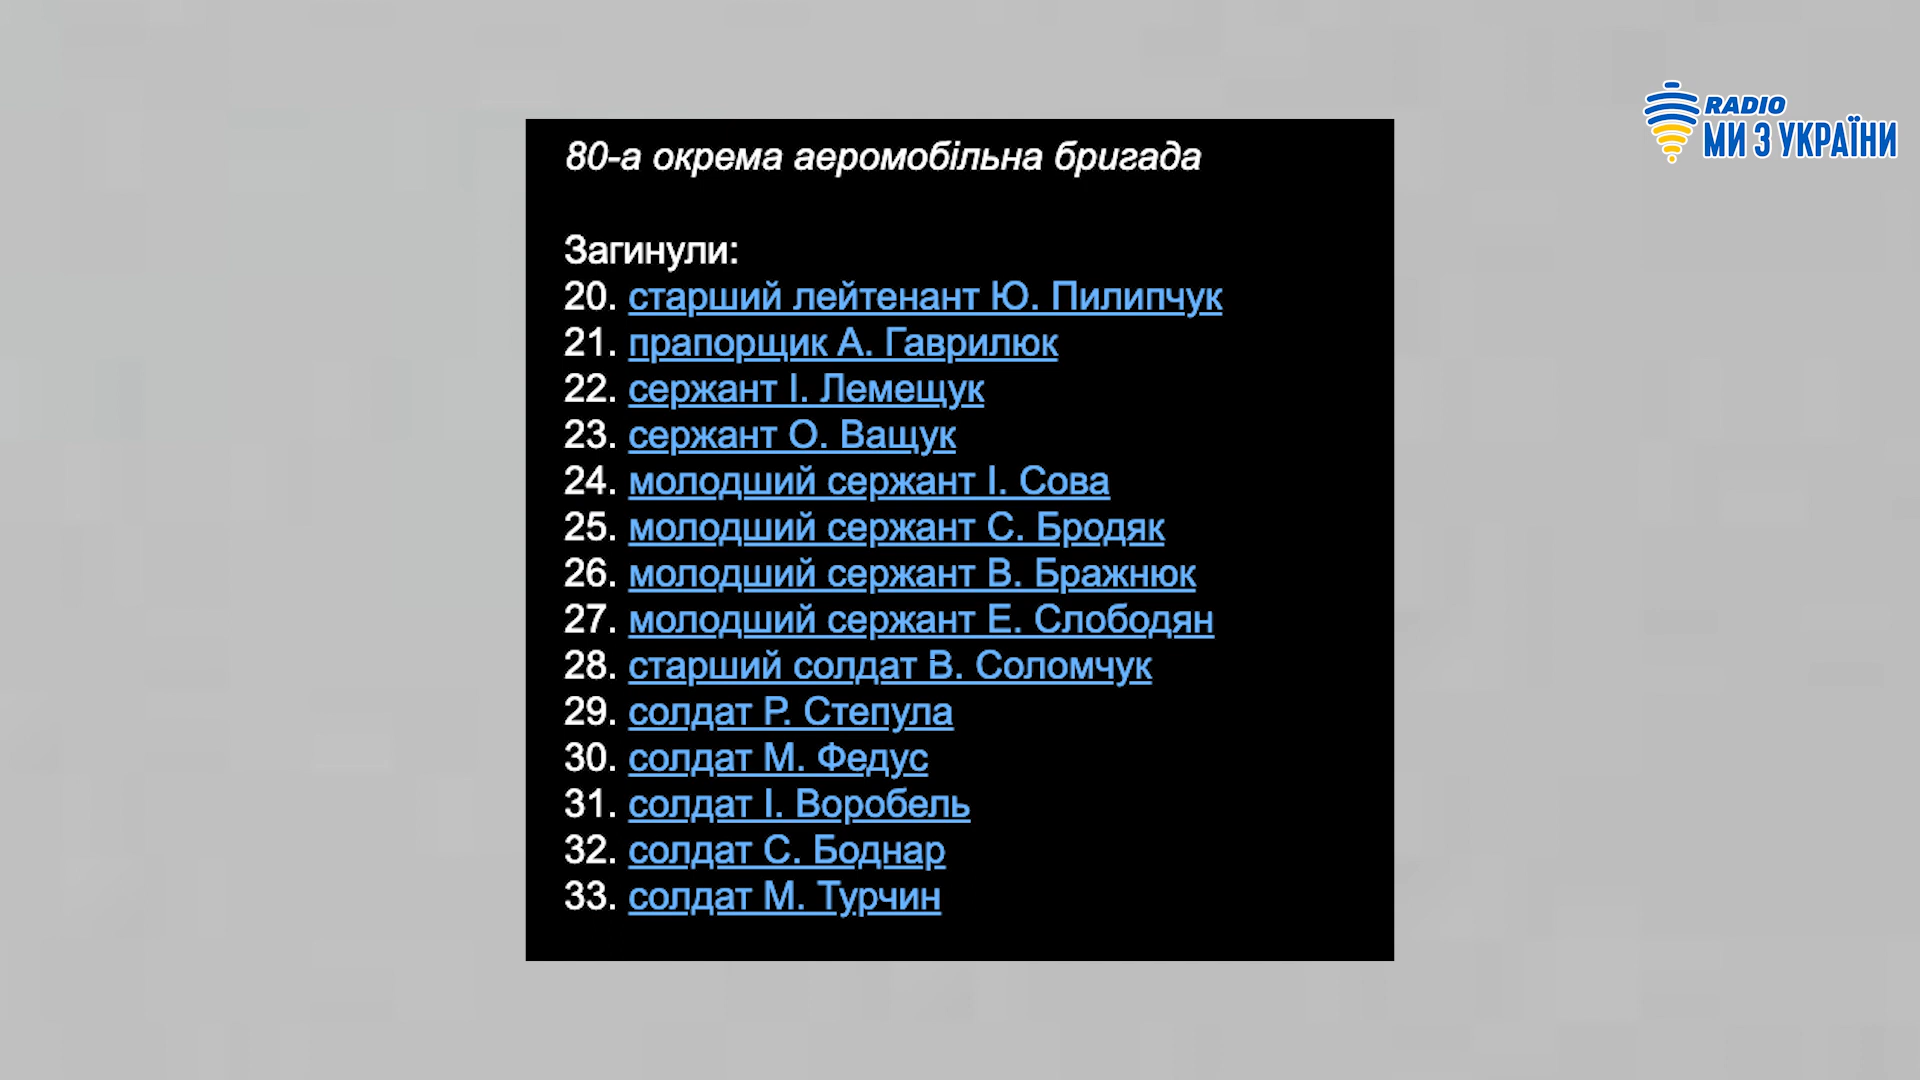 RADIO
МИ З УКРАЇНИ
80-а окрема аеромобільна бригада
Загинули:
20. старший лейтенант Ю. Пилипчук
21. прапорщик А. Гаврилюк
22. сержант І. Лемещук
23. сержант О. Ващук
24. молодший сержант І. Сова
25. молодший сержант С. Бродяк
26. молодший сержант В. Бражнюк
27. молодший сержант Е. Слободян
28. старший солдат В. Соломчук
29. солдат Р. Степула
30. солдат М. Федус
31. солдат І. Воробель
32. солдат С. Боднар
33. солдат М. Турчин